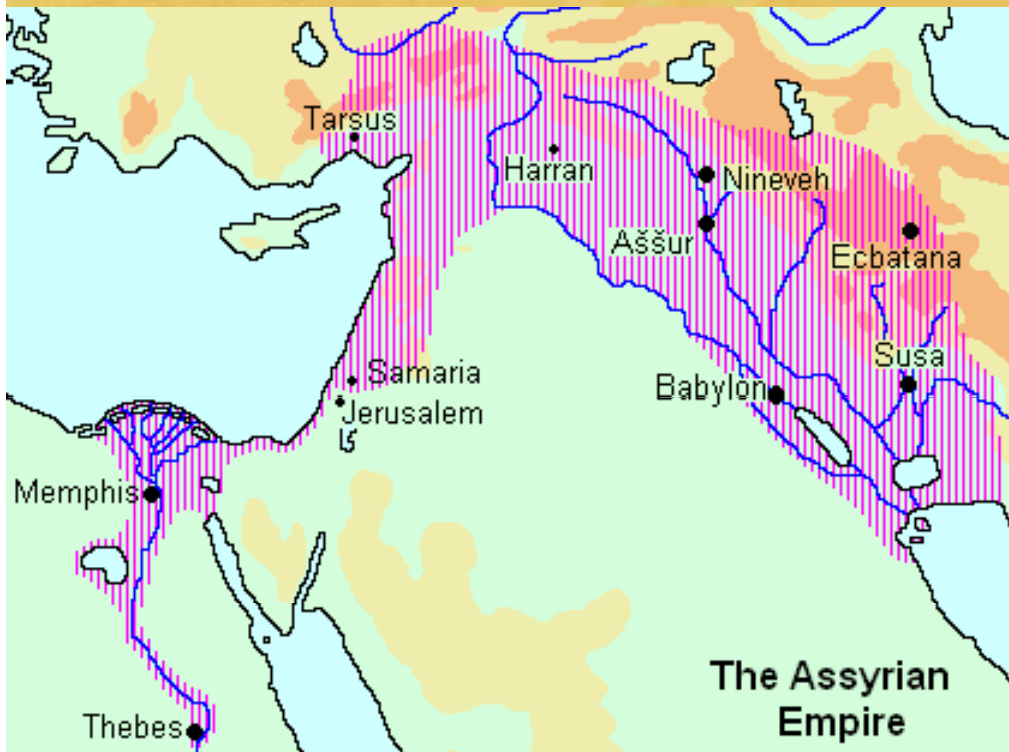 Tarsus
Harran
Nineveh
Aššur
Ecbatana
Samaria
Susa
Babylon
Jerusalem
Memphis
Thebes
The Assyrian
Empire